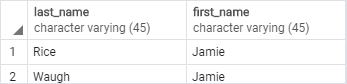 last_name first_name
character varying (45) character varying (45)
1 Rice Jamie
2 Waugh Jamie